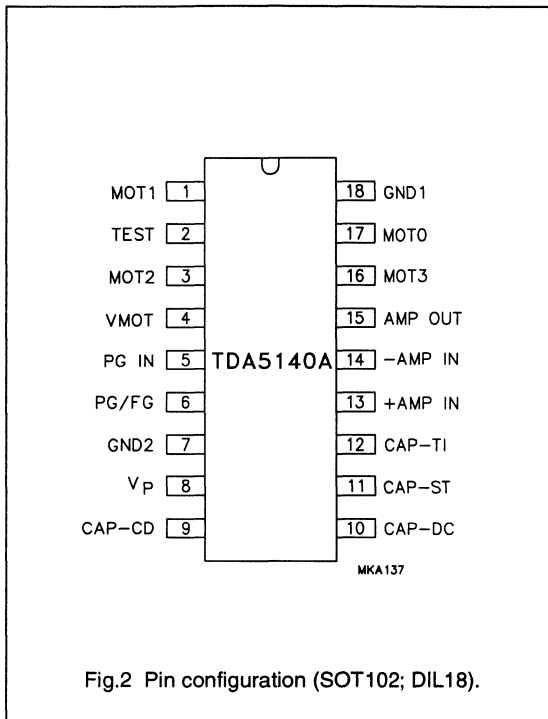 MOT1 1 18 GND1
TEST 2 17 MOT0
MOT2 3 16 MOT3
VMOT 4 15 AMP OUT
TDA5140A
PG IN 5 14 -AMP IN
PG/FG 6 13 +AMP IN
GND2 7 12 CAP-TI
VP 8 11 CAP-ST
CAP-CD 9 10 CAP-DC
MKA137
Fig.2 Pin configuration (SOT102; DIL18).